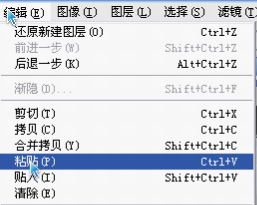 编辑(E) 图像(I) 图层(L) 选择(S) 滤镜(T)
还原新建图层(O) Ctrl+Z
前进一步(W) Shift+Ctrl+Z
后退一步(K) Alt+Ctrl+Z
渐隐(D)... Shift+Ctrl+F
剪切(T) Ctrl+X
拷贝(C) Ctrl+C
合并拷贝(Y) Shift+Ctrl+C
粘贴(P) Ctrl+V
贴入(I) Shift+Ctrl+V
清除(E)